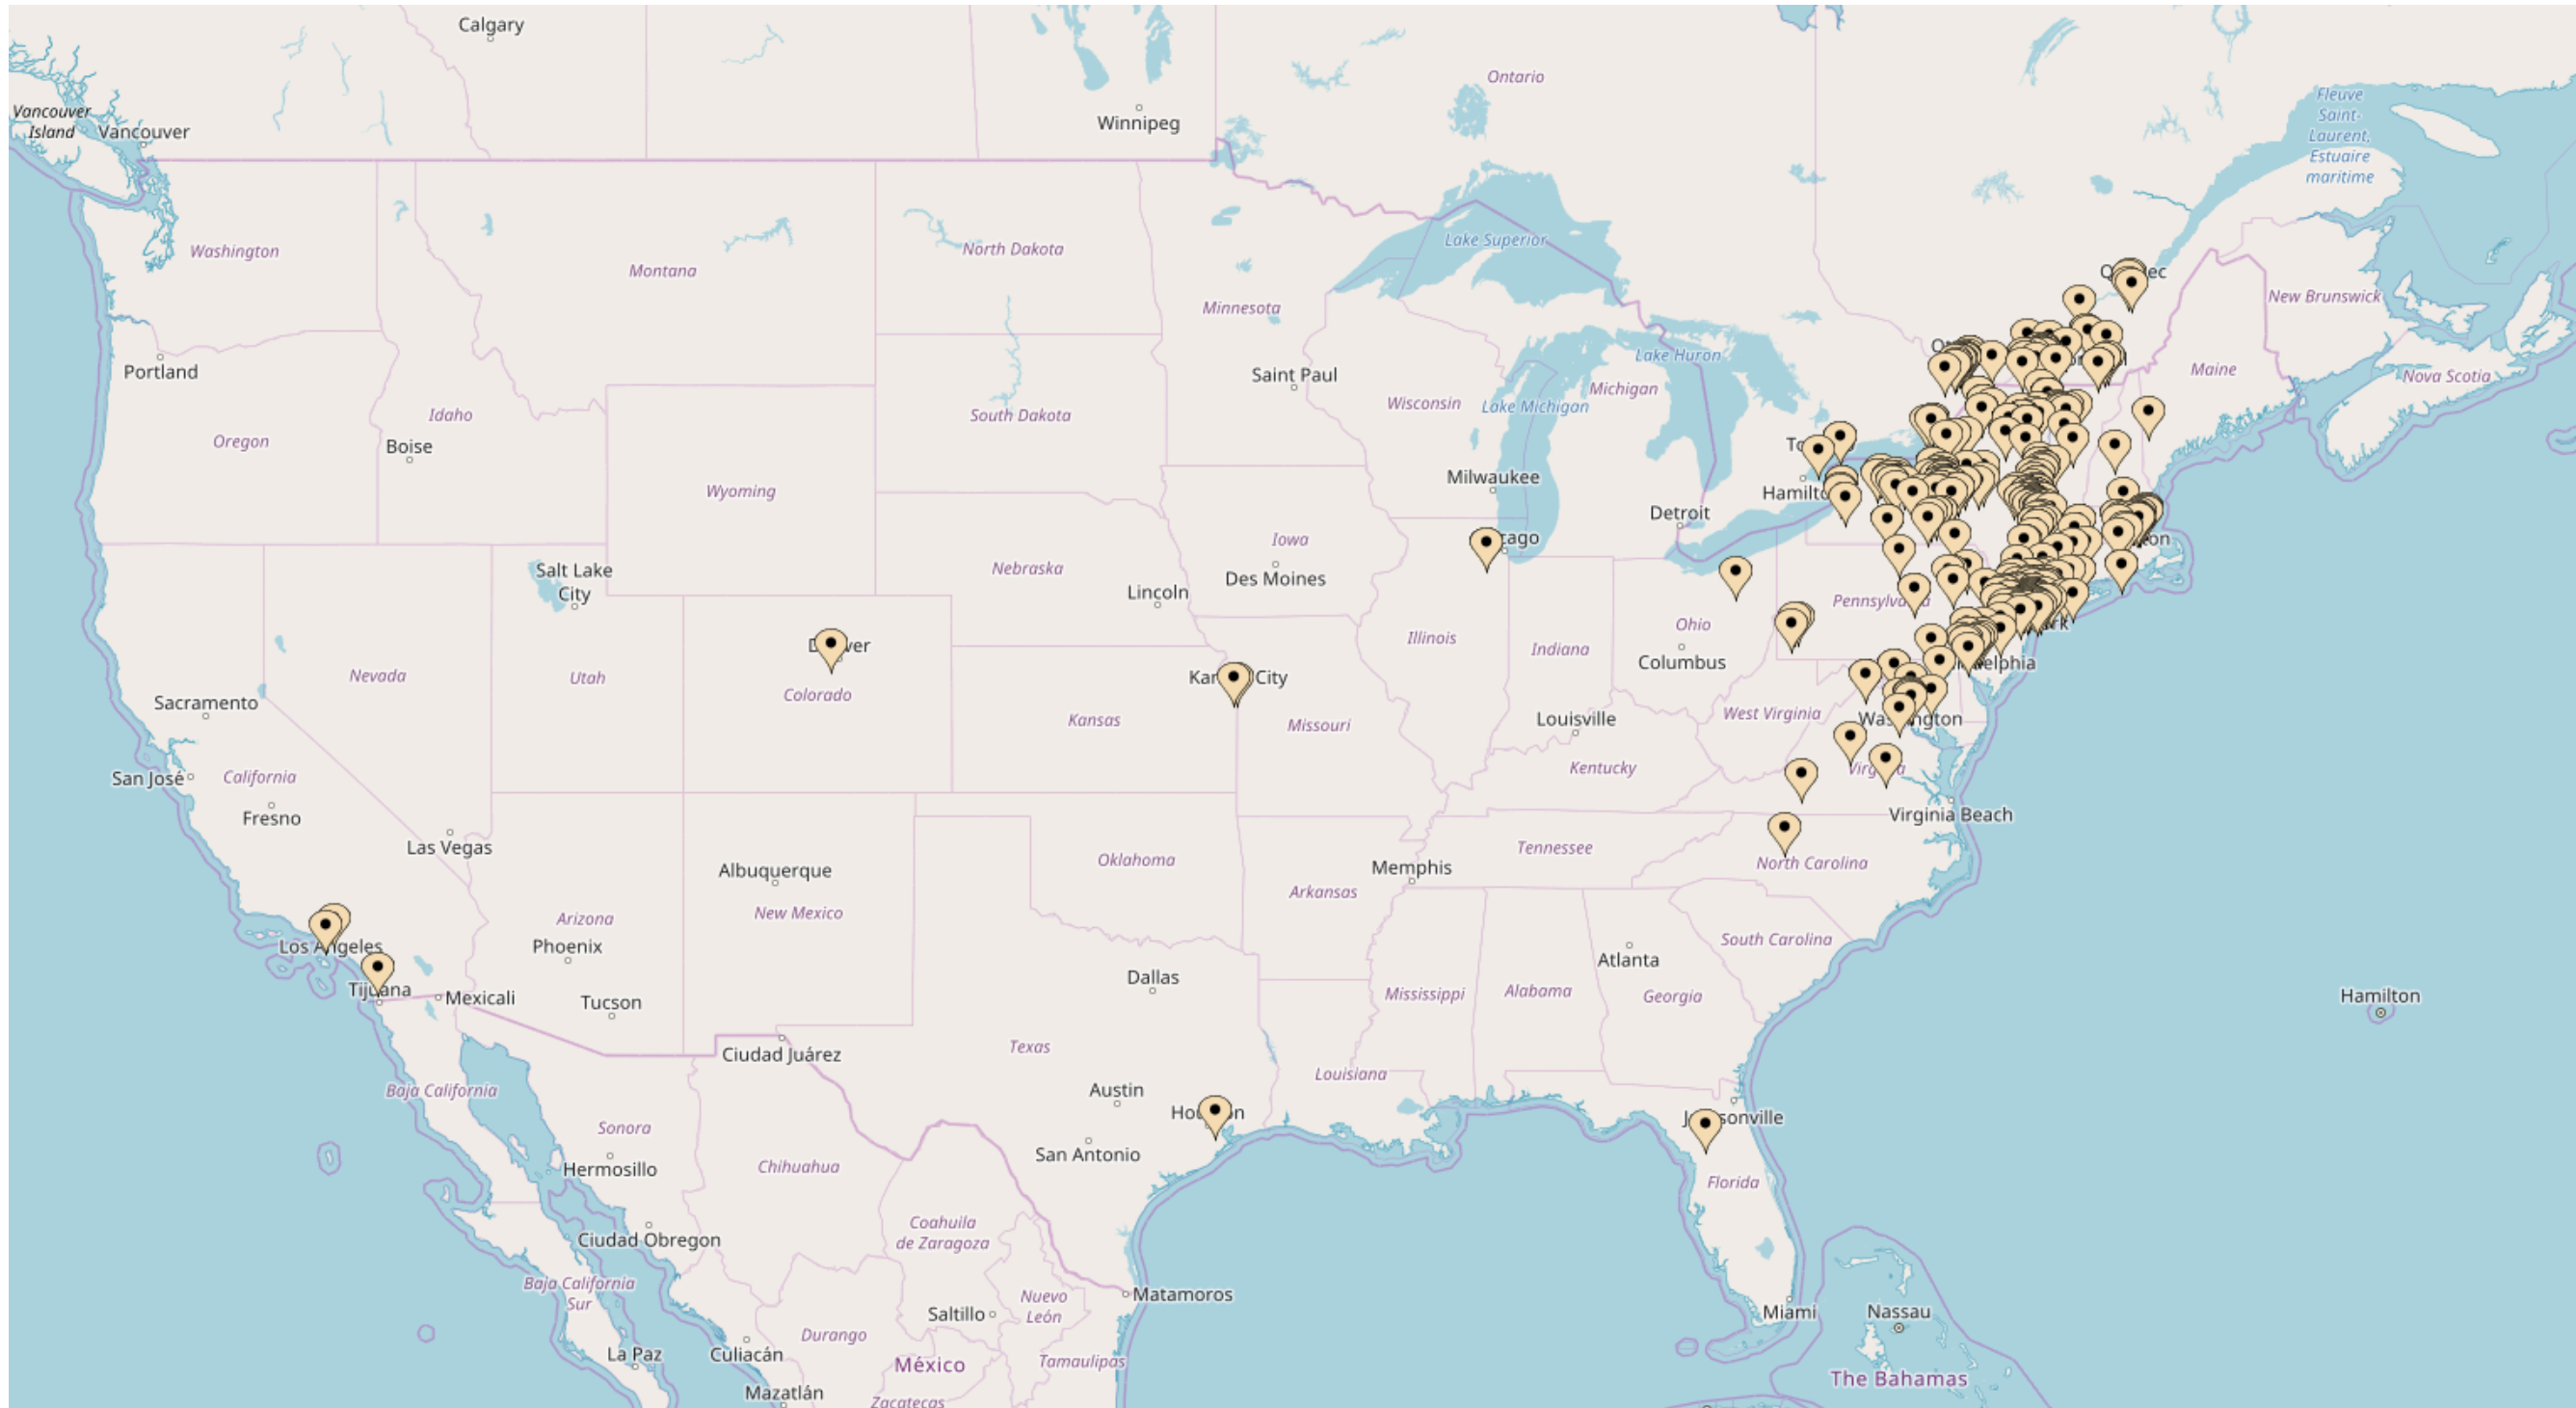 Calgary
Ontario
Fleuve
Saint-
Laurent,
Estuaire
maritime
Vancouver
Island
Vancouver
Winnipeg
Washington
Montana
North Dakota
Lake Superior
Minnesota
New Brunswick
Portland
Oregon
Idaho
Boise
South Dakota
Saint Paul
Wisconsin
Lake Michigan
Michigan
Lake Huron
Maine
Nova Scotia
Wyoming
Milwaukee
Detroit
Salt Lake
City
Nebraska
Iowa
Des Moines
Lincoln
Illinois
Indiana
Ohio
Columbus
Nevada
Utah
Colorado
Kansas
Missouri
Louisville
West Virginia
Kentucky
Sacramento
San José
California
Fresno
Las Vegas
Virginia Beach
Albuquerque
New Mexico
Arizona
Phoenix
Tucson
Oklahoma
Arkansas
Memphis
Tennessee
North Carolina
South Carolina
Atlanta
Georgia
Alabama
Mississippi
Los Angeles
Tijuana
Mexicali
Dallas
Hamilton
Ciudad Juárez
Texas
Louisiana
Austin
San Antonio
Baja California
Sonora
Hermosillo
Chihuahua
Florida
Coahuila
de Zaragoza
Ciudad Obregon
Baja California
Sur
Nuevo
León
Matamoros
Saltillo
Durango
Miami
Nassau
La Paz
Culiacán
México
Tamaulipas
The Bahamas
Mazatlán
Zacatecas